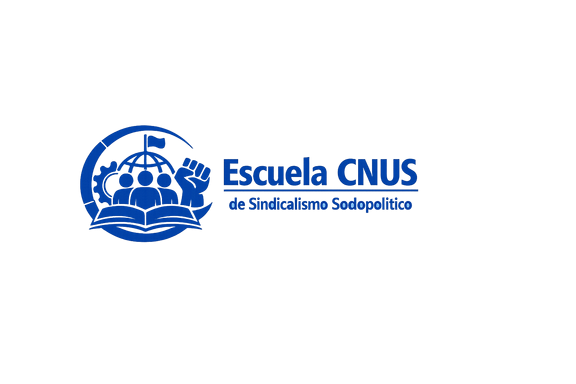 Escuela CNUS
de Sindicalismo Sodopolitico